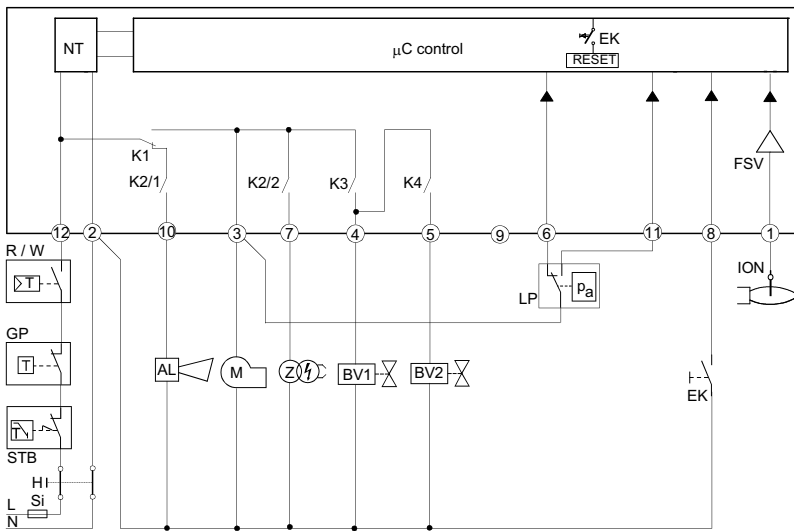 NT
μC control
EK
RESET
K1
K2/1
K2/2
K3
K4
FSV
12
2
10
3
7
4
5
9
6
11
8
1
R / W
T
LP
pa
ION
GP
T
AL
M
Z
BV1
BV2
EK
T
STB
H
L
Si
N